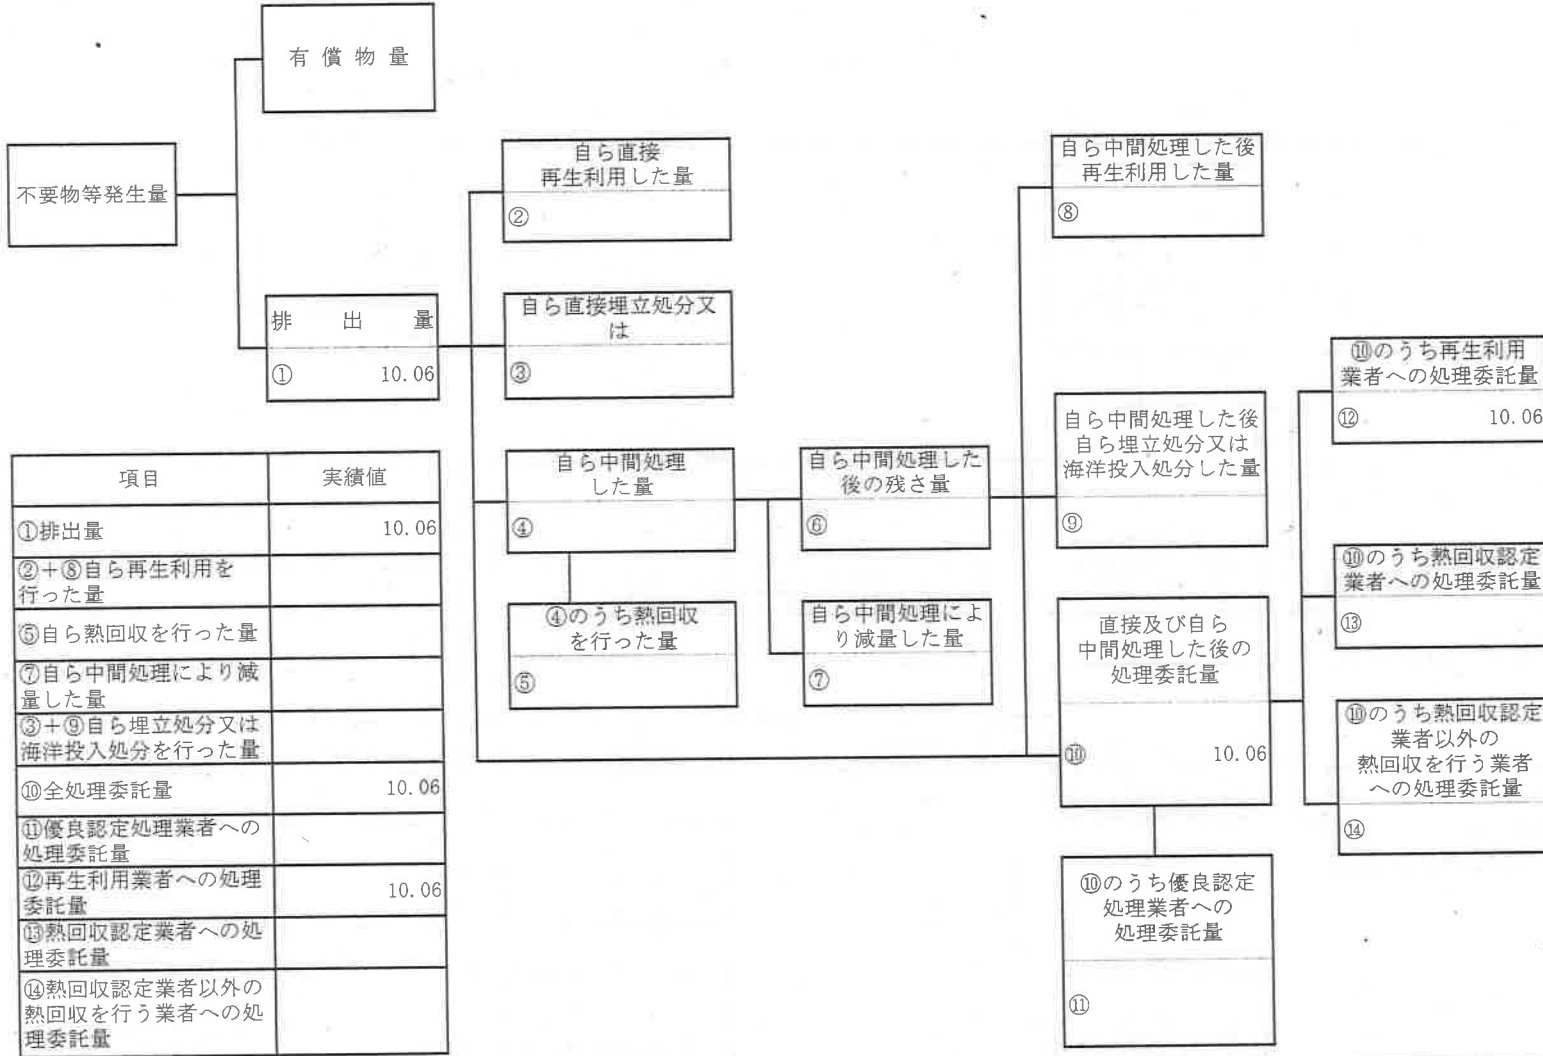 有償物量
不要物等発生量
排出量
① 10.06
自ら直接
再生利用した量
②
自ら直接埋立処分又
は
③
自ら中間処理
した量
④
④のうち熱回収
を行った量
⑤
自ら中間処理した
後の残さ量
⑥
自ら中間処理によ
り減量した量
⑦
自ら中間処理した後
再生利用した量
⑧
自ら中間処理した後
自ら埋立処分又は
海洋投入処分した量
⑨
直接及び自ら
中間処理した後の
処理委託量
⑩ 10.06
⑩のうち優良認定
処理業者への
処理委託量
⑪
⑩のうち再生利用
業者への処理委託量
⑫ 10.06
⑩のうち熱回収認定
業者への処理委託量
⑬
⑩のうち熱回収認定
業者以外の
熱回収を行う業者
への処理委託量
⑭
項目 実績値
①排出量 10.06
②+⑧自ら再生利用を
行った量
⑤自ら熱回収を行った量
⑦自ら中間処理により減
量した量
③+⑨自ら埋立処分又は
海洋投入処分を行った量
⑩全処理委託量 10.06
⑪優良認定処理業者への
処理委託量
⑫再生利用業者への処理
委託量 10.06
⑬熱回収認定業者への処
理委託量
⑭熱回収認定業者以外の
熱回収を行う業者への処
理委託量